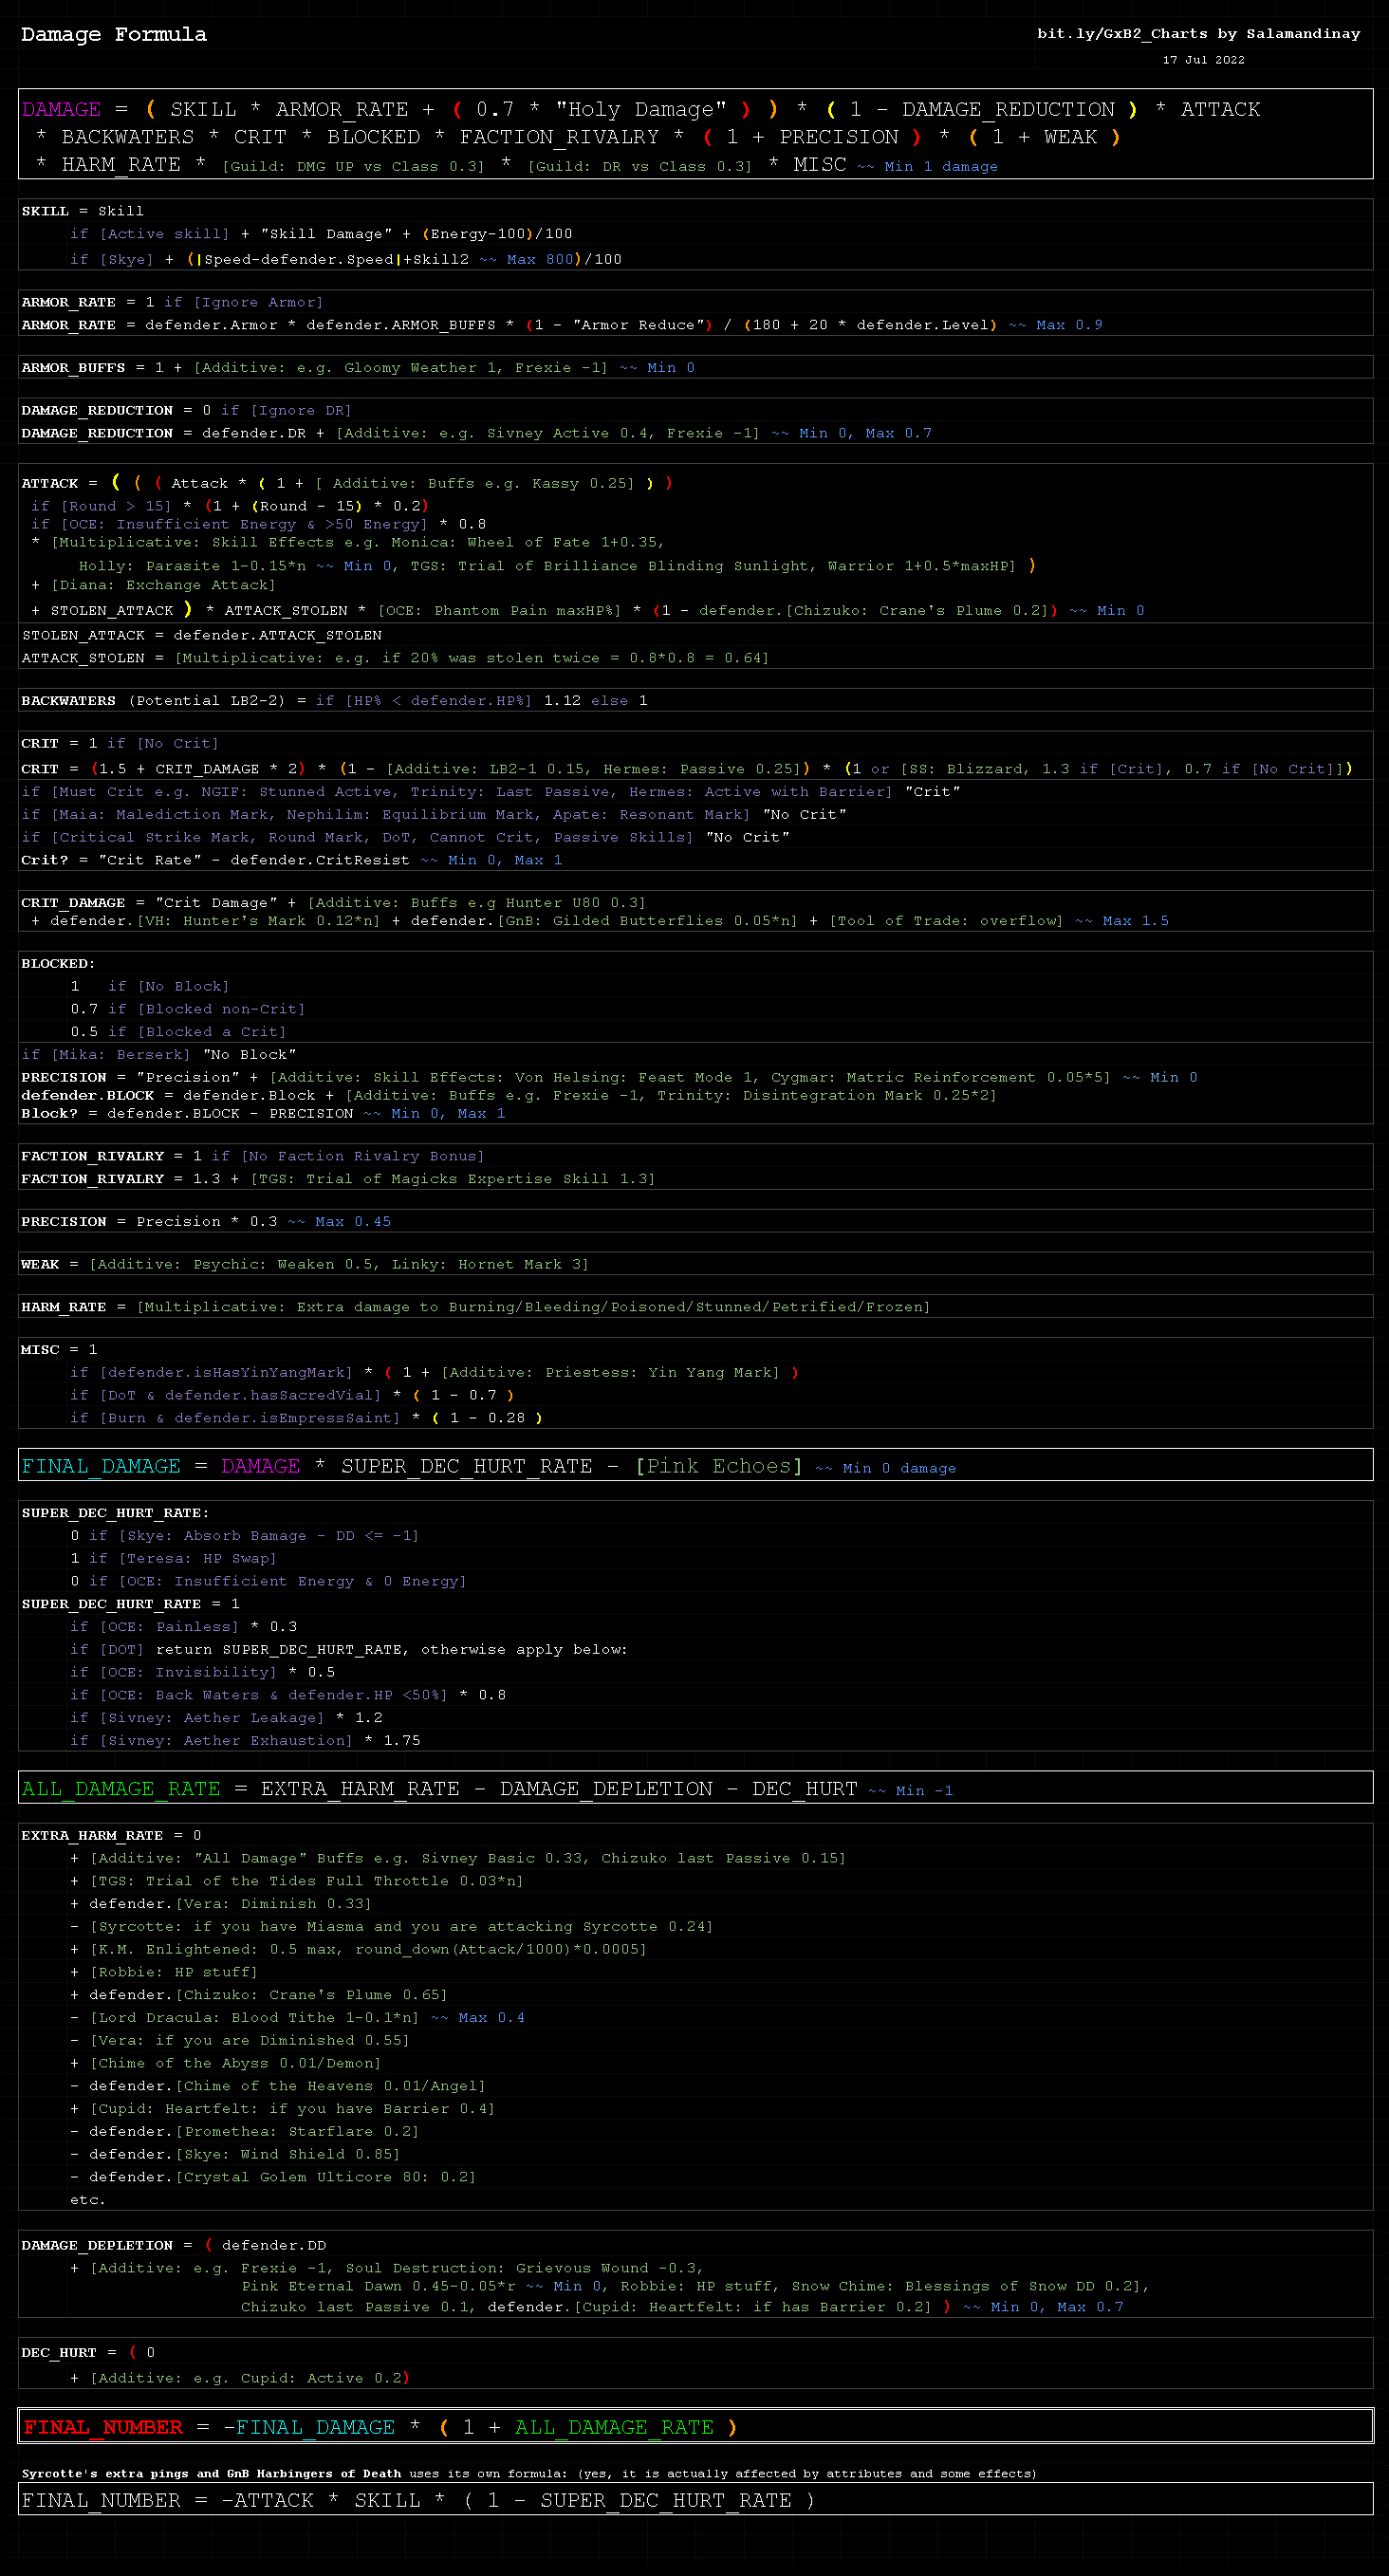 Damage Formula
bit.ly/GxB2_Charts by Salamandinay
17 Jul 2022
DAMAGE = ( SKILL * ARMOR_RATE + ( 0.7 * "Holy Damage" ) ) * ( 1 - DAMAGE_REDUCTION ) * ATTACK
* BACKWATERS * CRIT * BLOCKED * FACTION_RIVALRY * ( 1 + PRECISION ) * ( 1 + WEAK )
* HARM_RATE * [Guild: DMG UP vs Class 0.3] * [Guild: DR vs Class 0.3] * MISC ~~ Min 1 damage
SKILL = Skill
if [Active skill] + "Skill Damage" + (Energy-100)/100
if [Skye] + (|Speed-defender.Speed|+Skill2 ~~ Max 800)/100
ARMOR_RATE = 1 if [Ignore Armor]
ARMOR_RATE = defender.Armor * defender.ARMOR_BUFFS * (1 - "Armor Reduce") / (180 + 20 * defender.Level) ~~ Max 0.9
ARMOR_BUFFS = 1 + [Additive: e.g. Gloomy Weather 1, Frexie -1] ~~ Min 0
DAMAGE_REDUCTION = 0 if [Ignore DR]
DAMAGE_REDUCTION = defender.DR + [Additive: e.g. Sivney Active 0.4, Frexie -1] ~~ Min 0, Max 0.7
ATTACK = ( ( ( Attack * ( 1 + [ Additive: Buffs e.g. Kassy 0.25] ) )
if [Round > 15] * (1 + (Round - 15) * 0.2)
if [OCE: Insufficient Energy & >50 Energy] * 0.8
* [Multiplicative: Skill Effects e.g. Monica: Wheel of Fate 1+0.35,
Holly: Parasite 1-0.15*n ~~ Min 0, TGS: Trial of Brilliance Blinding Sunlight, Warrior 1+0.5*maxHP] )
+ [Diana: Exchange Attack]
+ STOLEN_ATTACK ) * ATTACK_STOLEN * [OCE: Phantom Pain maxHP%] * (1 - defender.[Chizuko: Crane's Plume 0.2]) ~~ Min 0
STOLEN_ATTACK = defender.ATTACK_STOLEN
ATTACK_STOLEN = [Multiplicative: e.g. if 20% was stolen twice = 0.8*0.8 = 0.64]
BACKWATERS (Potential LB2-2) = if [HP% < defender.HP%] 1.12 else 1
CRIT = 1 if [No Crit]
CRIT = (1.5 + CRIT_DAMAGE * 2) * (1 - [Additive: LB2-1 0.15, Hermes: Passive 0.25]) * (1 or [SS: Blizzard, 1.3 if [Crit], 0.7 if [No Crit]])
if [Must Crit e.g. NGIF: Stunned Active, Trinity: Last Passive, Hermes: Active with Barrier] "Crit"
if [Maia: Malediction Mark, Nephilim: Equilibrium Mark, Apate: Resonant Mark] "No Crit"
if [Critical Strike Mark, Round Mark, DoT, Cannot Crit, Passive Skills] "No Crit"
Crit? = "Crit Rate" - defender.CritResist ~~ Min 0, Max 1
CRIT_DAMAGE = "Crit Damage" + [Additive: Buffs e.g Hunter U80 0.3]
+ defender.[VH: Hunter's Mark 0.12*n] + defender.[GnB: Gilded Butterflies 0.05*n] + [Tool of Trade: overflow] ~~ Max 1.5
BLOCKED:
1 if [No Block]
0.7 if [Blocked non-Crit]
0.5 if [Blocked a Crit]
if [Mika: Berserk] "No Block"
PRECISION = "Precision" + [Additive: Skill Effects: Von Helsing: Feast Mode 1, Cygmar: Matric Reinforcement 0.05*5] ~~ Min 0
defender.BLOCK = defender.Block + [Additive: Buffs e.g. Frexie -1, Trinity: Disintegration Mark 0.25*2]
Block? = defender.BLOCK - PRECISION ~~ Min 0, Max 1
FACTION_RIVALRY = 1 if [No Faction Rivalry Bonus]
FACTION_RIVALRY = 1.3 + [TGS: Trial of Magicks Expertise Skill 1.3]
PRECISION = Precision * 0.3 ~~ Max 0.45
WEAK = [Additive: Psychic: Weaken 0.5, Linky: Hornet Mark 3]
HARM_RATE = [Multiplicative: Extra damage to Burning/Bleeding/Poisoned/Stunned/Petrified/Frozen]
MISC = 1
if [defender.isHasYinYangMark] * ( 1 + [Additive: Priestess: Yin Yang Mark] )
if [DoT & defender.hasSacredVial] * ( 1 - 0.7 )
if [Burn & defender.isEmpressSaint] * ( 1 - 0.28 )
FINAL_DAMAGE = DAMAGE * SUPER_DEC_HURT_RATE - [Pink Echoes] ~~ Min 0 damage
SUPER_DEC_HURT_RATE:
0 if [Skye: Absorb Bamage - DD <= -1]
1 if [Teresa: HP Swap]
0 if [OCE: Insufficient Energy & 0 Energy]
SUPER_DEC_HURT_RATE = 1
if [OCE: Painless] * 0.3
if [DOT] return SUPER_DEC_HURT_RATE, otherwise apply below:
if [OCE: Invisibility] * 0.5
if [OCE: Back Waters & defender.HP <50%] * 0.8
if [Sivney: Aether Leakage] * 1.2
if [Sivney: Aether Exhaustion] * 1.75
ALL_DAMAGE_RATE = EXTRA_HARM_RATE - DAMAGE_DEPLETION - DEC_HURT ~~ Min -1
EXTRA_HARM_RATE = 0
+ [Additive: "All Damage" Buffs e.g. Sivney Basic 0.33, Chizuko last Passive 0.15]
+ [TGS: Trial of the Tides Full Throttle 0.03*n]
+ defender.[Vera: Diminish 0.33]
- [Syrcotte: if you have Miasma and you are attacking Syrcotte 0.24]
+ [K.M. Enlightened: 0.5 max, round_down(Attack/1000)*0.0005]
+ [Robbie: HP stuff]
+ defender.[Chizuko: Crane's Plume 0.65]
- [Lord Dracula: Blood Tithe 1-0.1*n] ~~ Max 0.4
- [Vera: if you are Diminished 0.55]
+ [Chime of the Abyss 0.01/Demon]
- defender.[Chime of the Heavens 0.01/Angel]
+ [Cupid: Heartfelt: if you have Barrier 0.4]
- defender.[Promethea: Starflare 0.2]
- defender.[Skye: Wind Shield 0.85]
- defender.[Crystal Golem Ulticore 80: 0.2]
etc.
DAMAGE_DEPLETION = ( defender.DD
+ [Additive: e.g. Frexie -1, Soul Destruction: Grievous Wound -0.3,
Pink Eternal Dawn 0.45-0.05*r ~~ Min 0, Robbie: HP stuff, Snow Chime: Blessings of Snow DD 0.2],
Chizuko last Passive 0.1, defender.[Cupid: Heartfelt: if has Barrier 0.2] ) ~~ Min 0, Max 0.7
DEC_HURT = ( 0
+ [Additive: e.g. Cupid: Active 0.2)
FINAL_NUMBER = -FINAL_DAMAGE * ( 1 + ALL_DAMAGE_RATE )
Syrcotte's extra pings and GnB Harbingers of Death uses its own formula: (yes, it is actually affected by attributes and some effects)
FINAL_NUMBER = -ATTACK * SKILL * ( 1 - SUPER_DEC_HURT_RATE )